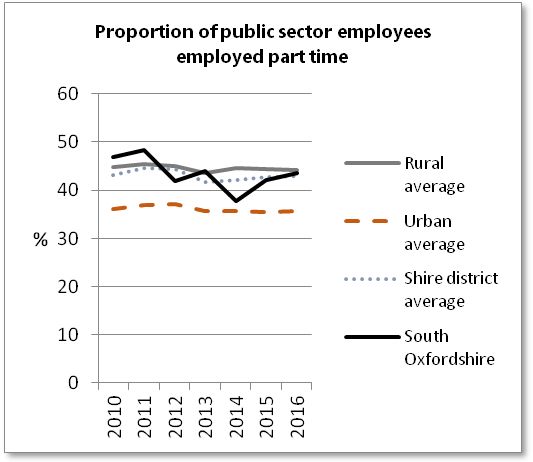 Proportion of public sector employees
employed part time
60
50
40
30
20
10
0
%
2010
2011
2012
2013
2014
2015
2016
Rural
average
Urban
average
Shire district
average
South
Oxfordshire